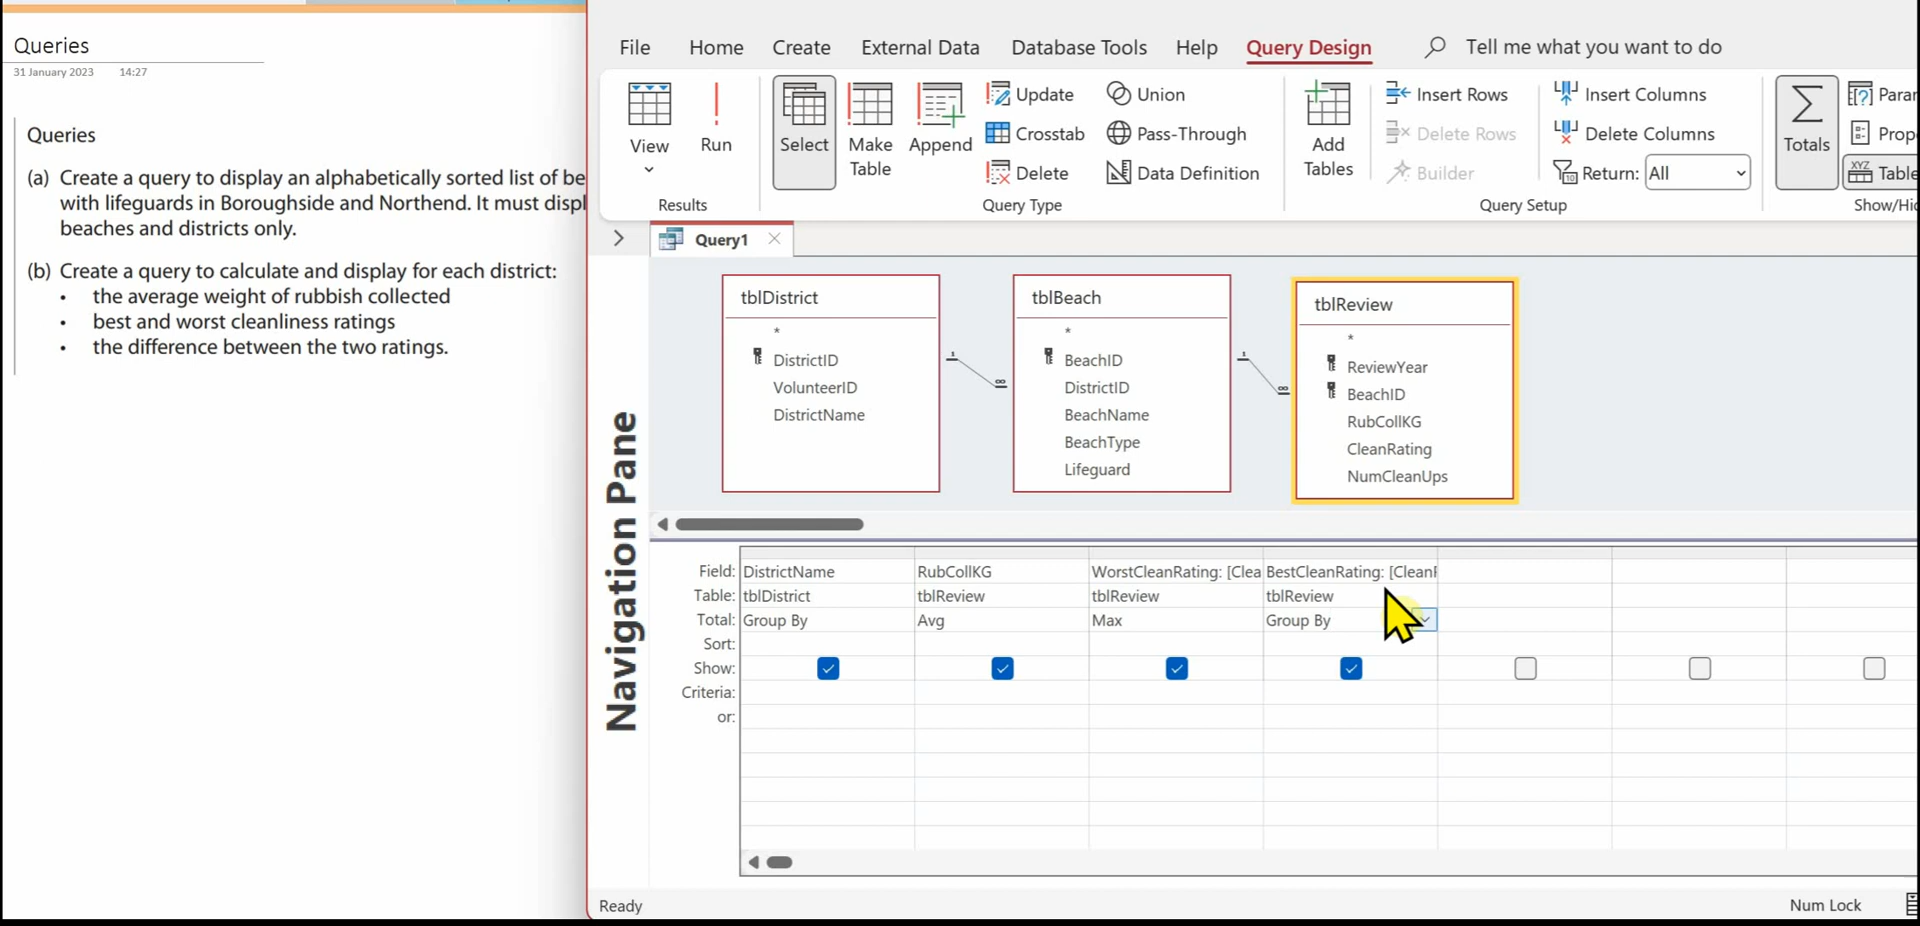 Queries
31 January 2023 14:27
Queries
(a) Create a query to display an alphabetically sorted list of be
with lifeguards in Boroughside and Northend. It must displ
beaches and districts only.
(b) Create a query to calculate and display for each district:
• the average weight of rubbish collected
• best and worst cleanliness ratings
• the difference between the two ratings.
File Home Create External Data Database Tools Help Query Design Tell me what you want to do
View
Run
Results
Select
Make
Table
Append
Update
Crosstab
Delete
Union
Pass-Through
Data Definition
Query Type
Add
Tables
Insert Rows
Delete Rows
Builder
Insert Columns
Delete Columns
Return: All
Query Setup
Totals
Parar
Prope
XYZ
Table
Show/Hid
Query1
Navigation Pane
tblDistrict
*
DistrictID
VolunteerID
DistrictName
1
∞
tblBeach
*
BeachID
DistrictID
BeachName
BeachType
Lifeguard
1
∞
tblReview
*
ReviewYear
BeachID
RubCollKG
CleanRating
NumCleanUps
Field: DistrictName RubCollKG WorstCleanRating: [Clea BestCleanRating: [CleanR
Table: tblDistrict tblReview tblReview tblReview
Total: Group By Avg Max Group By
Sort:
Show:
Criteria:
or:
Ready
Num Lock